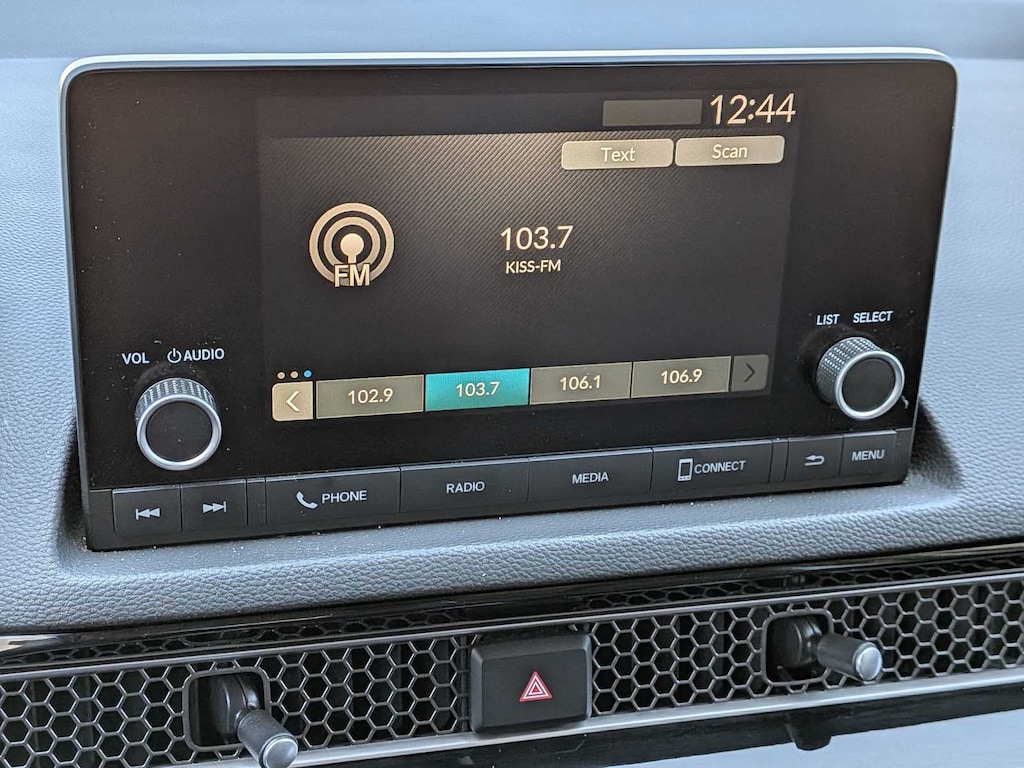 12:44
Text Scan
103.7
KISS-FM
FM
LIST SELECT
VOL AUDIO
102.9 103.7 106.1 106.9
PHONE RADIO MEDIA CONNECT MENU